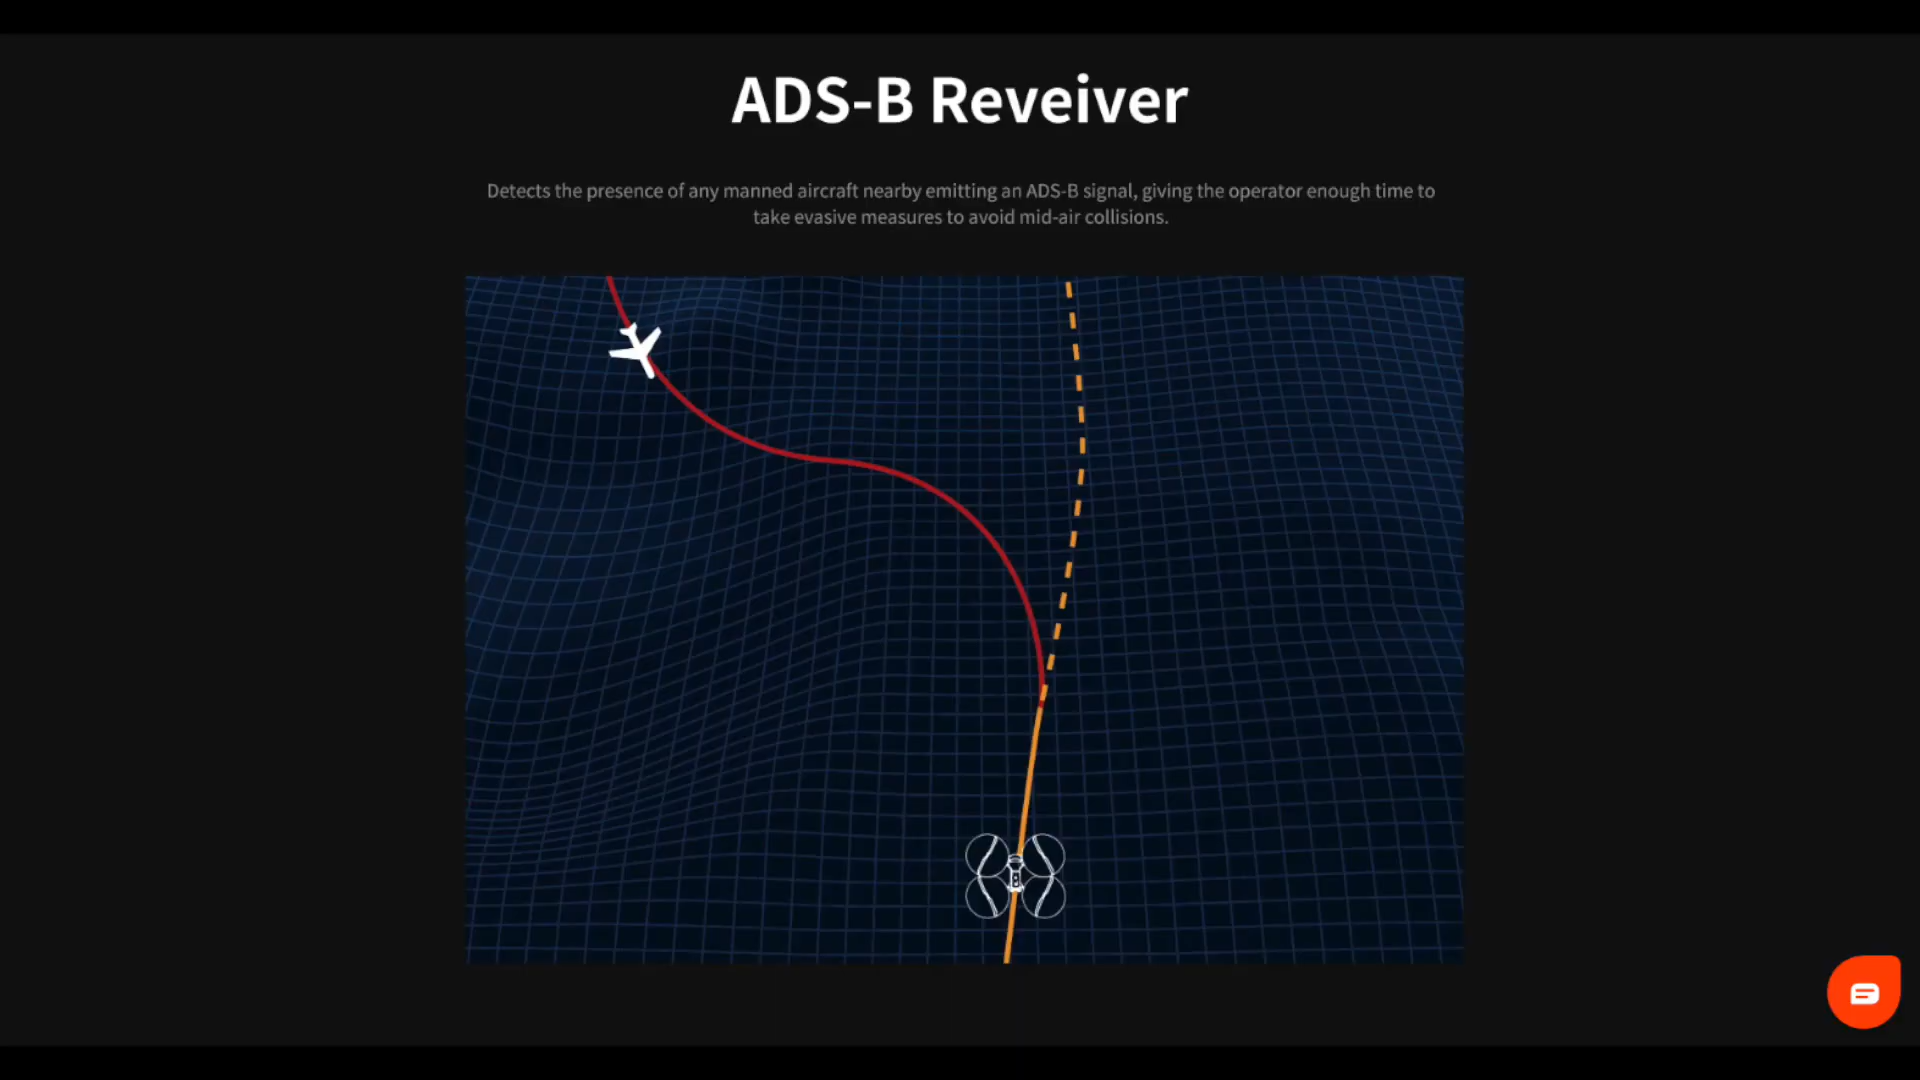 ADS-B Reveiver
Detects the presence of any manned aircraft nearby emitting an ADS-B signal, giving the operator enough time to
take evasive measures to avoid mid-air collisions.